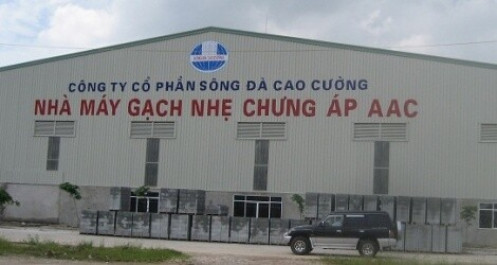 CÔNG TY CỔ PHẦN SÔNG ĐÀ CAO CƯỜNG
NHÀ MÁY GẠCH NHẸ CHƯNG ÁP AAC